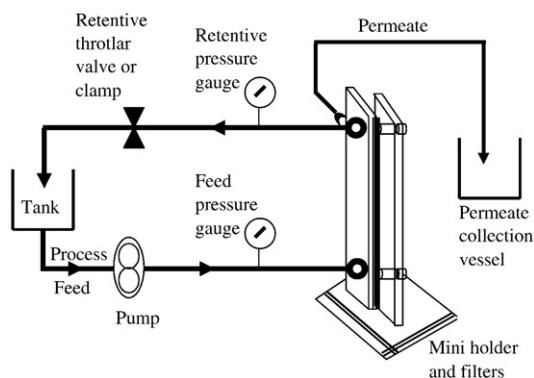 Retentive
throtlar
valve or
clamp
Retentive
pressure
gauge
Permeate
Tank
Feed
pressure
gauge
Process
Feed
Pump
Permeate
collection
vessel
Mini holder
and filters